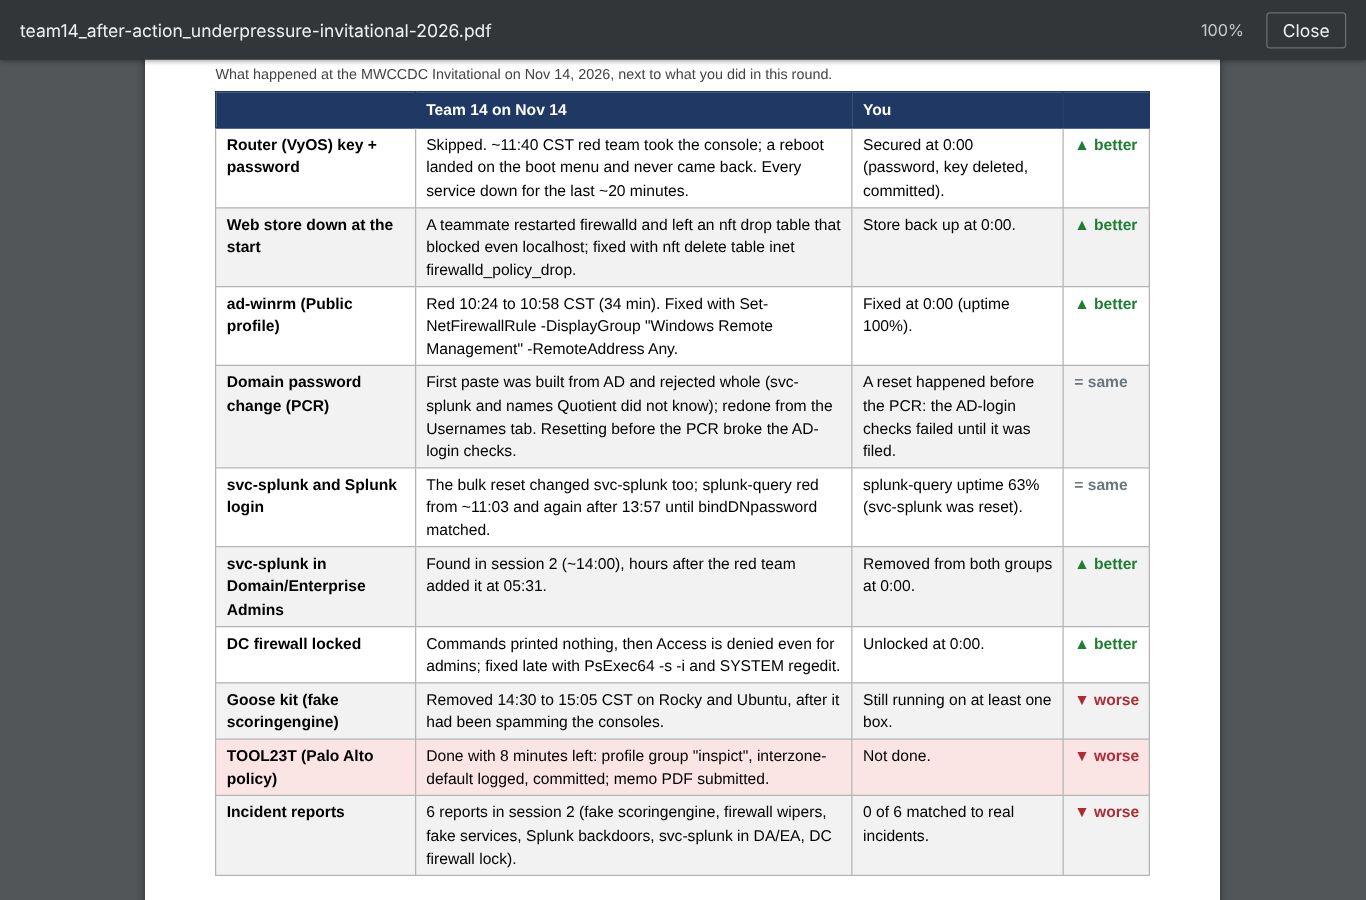 team14_after-action_underpressure-invitational-2026.pdf
100%
Close
What happened at the MWCCDC Invitational on Nov 14, 2026, next to what you did in this round.
Team 14 on Nov 14
You
Router (VyOS) key +
password
Skipped. ~11:40 CST red team took the console; a reboot
landed on the boot menu and never came back. Every
service down for the last ~20 minutes.
Secured at 0:00
(password, key deleted,
committed).
▲ better
Web store down at the
start
A teammate restarted firewalld and left an nft drop table that
blocked even localhost; fixed with nft delete table inet
firewalld_policy_drop.
Store back up at 0:00.
▲ better
ad-winrm (Public
profile)
Red 10:24 to 10:58 CST (34 min). Fixed with Set-
NetFirewallRule -DisplayGroup "Windows Remote
Management" -RemoteAddress Any.
Fixed at 0:00 (uptime
100%).
▲ better
Domain password
change (PCR)
First paste was built from AD and rejected whole (svc-
splunk and names Quotient did not know); redone from the
Usernames tab. Resetting before the PCR broke the AD-
login checks.
A reset happened before
the PCR: the AD-login
checks failed until it was
filed.
= same
svc-splunk and Splunk
login
The bulk reset changed svc-splunk too; splunk-query red
from ~11:03 and again after 13:57 until bindDNpassword
matched.
splunk-query uptime 63%
(svc-splunk was reset).
= same
svc-splunk in
Domain/Enterprise
Admins
Found in session 2 (~14:00), hours after the red team
added it at 05:31.
Removed from both groups
at 0:00.
▲ better
DC firewall locked
Commands printed nothing, then Access is denied even for
admins; fixed late with PsExec64 -s -i and SYSTEM regedit.
Unlocked at 0:00.
▲ better
Goose kit (fake
scoringengine)
Removed 14:30 to 15:05 CST on Rocky and Ubuntu, after it
had been spamming the consoles.
Still running on at least one
box.
▼ worse
TOOL23T (Palo Alto
policy)
Done with 8 minutes left: profile group "inspict", interzone-
default logged, committed; memo PDF submitted.
Not done.
▼ worse
Incident reports
6 reports in session 2 (fake scoringengine, firewall wipers,
fake services, Splunk backdoors, svc-splunk in DA/EA, DC
firewall lock).
0 of 6 matched to real
incidents.
▼ worse